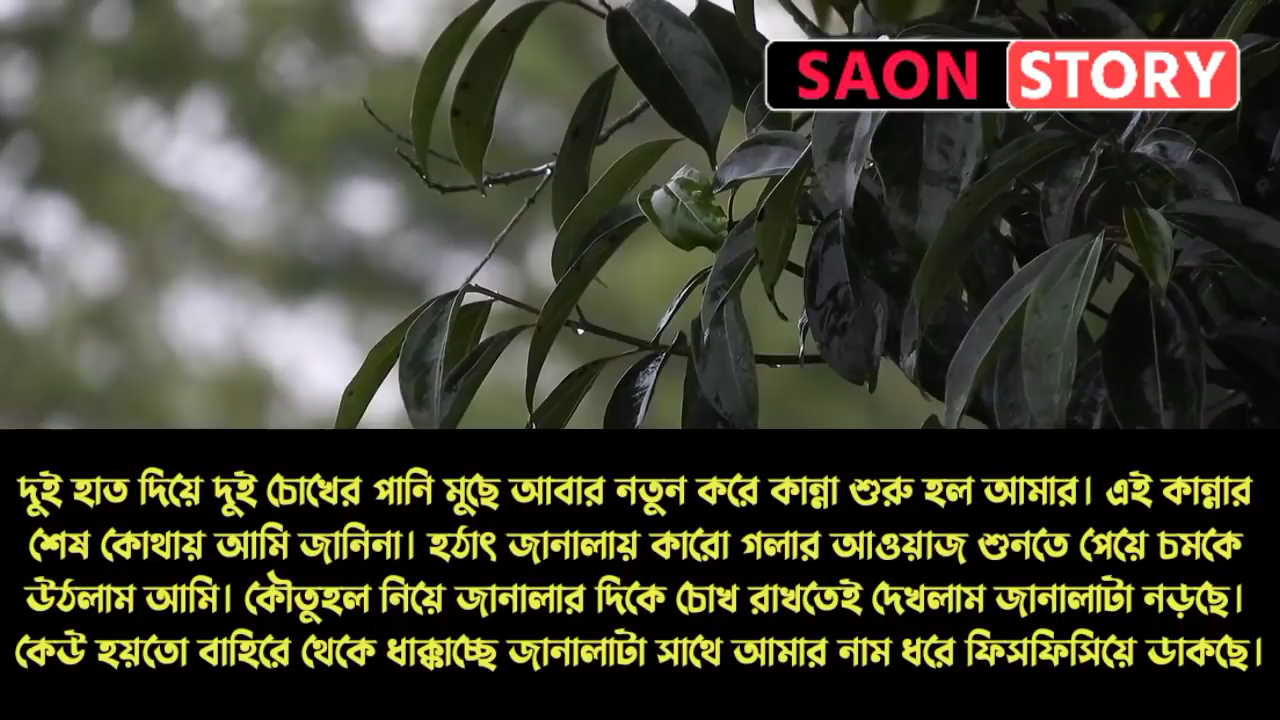 SAON STORY
দুই হাত দিয়ে দুই চোখের পানি মুছে আবার নতুন করে কান্না শুরু হল আমার। এই কান্নার
শেষ কোথায় আমি জানিনা। হঠাৎ জানালায় কারো গলার আওয়াজ শুনতে পেয়ে চমকে
উঠলাম আমি। কৌতুহল নিয়ে জানালার দিকে চোখ রাখতেই দেখলাম জানালাটা নড়ছে।
কেউ হয়তো বাহিরে থেকে ধাক্কাচ্ছে জানালাটা সাথে আমার নাম ধরে ফিসফিসিয়ে ডাকছে।